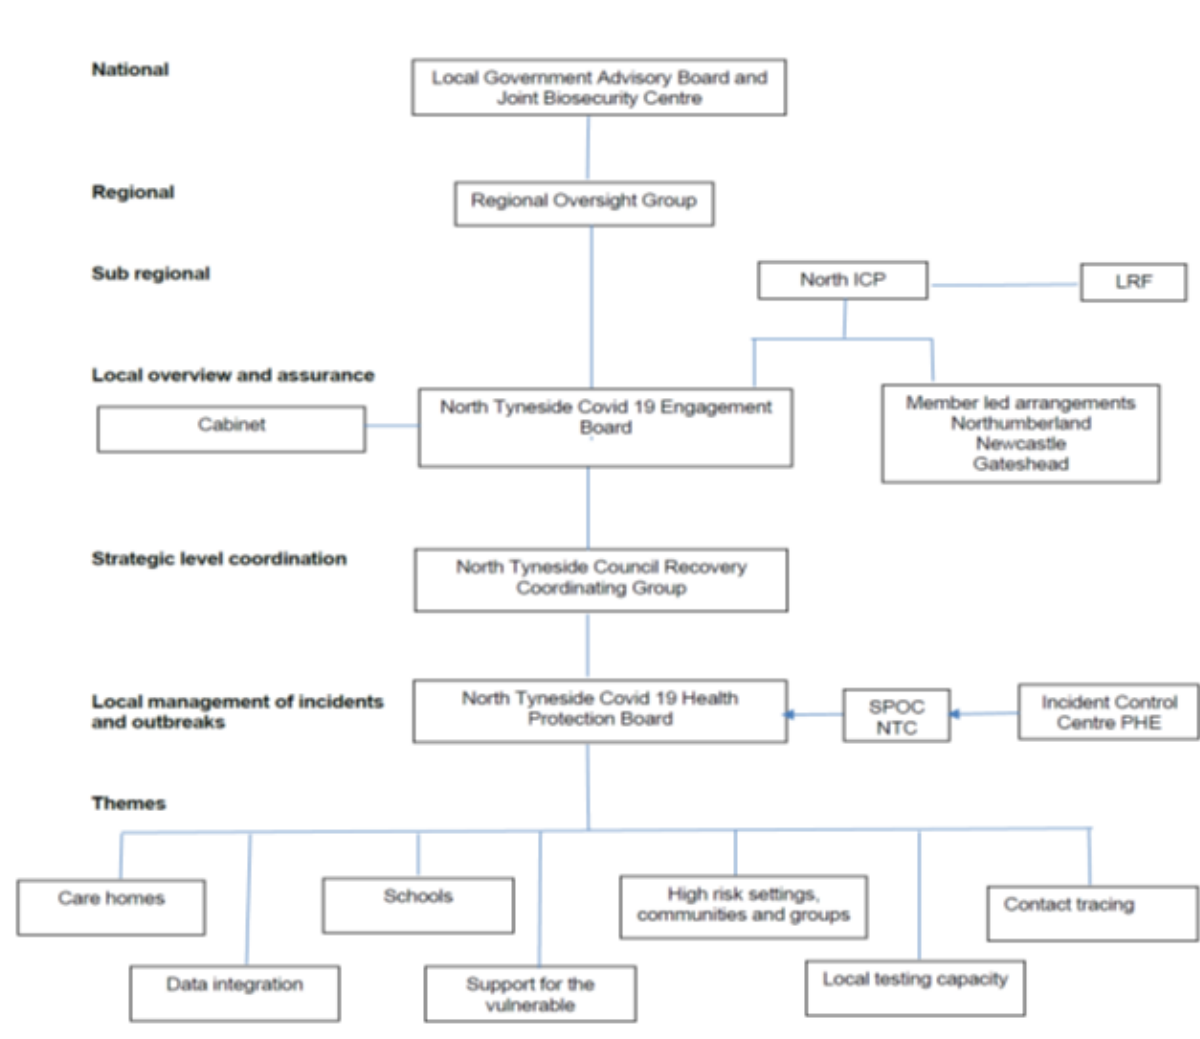 National
Local Government Advisory Board and
Joint Biosecurity Centre
Regional
Regional Oversight Group
Sub regional
North ICP
LRF
Local overview and assurance
Cabinet
North Tyneside Covid 19 Engagement
Board
Member led arrangements
Northumberland
Newcastle
Gateshead
Strategic level coordination
North Tyneside Council Recovery
Coordinating Group
Local management of incidents
and outbreaks
North Tyneside Covid 19 Health
Protection Board
SPOC
NTC
Incident Control
Centre PHE
Themes
Care homes
Schools
High risk settings,
communities and groups
Contact tracing
Data integration
Support for the
vulnerable
Local testing capacity